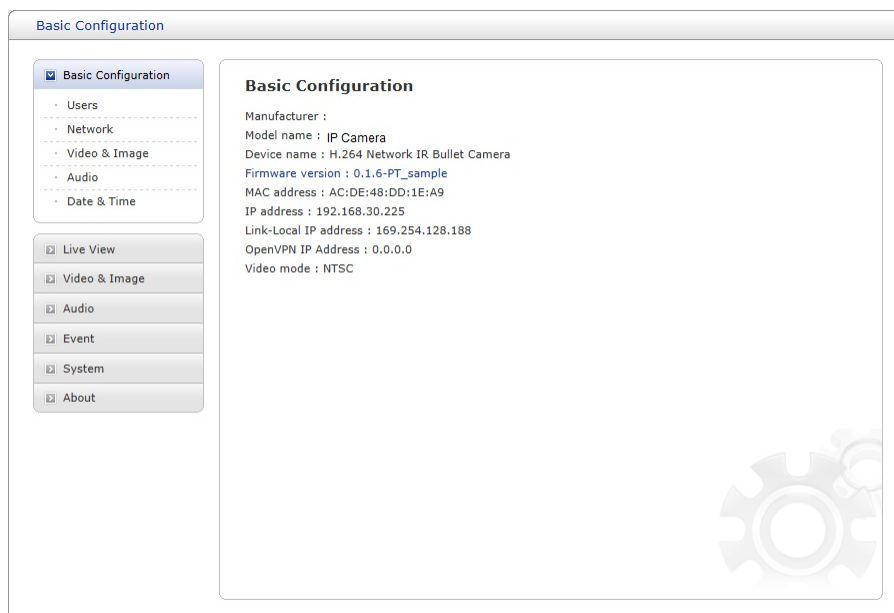 Basic Configuration
Basic Configuration
Users
Network
Video & Image
Audio
Date & Time
Live View
Video & Image
Audio
Event
System
About
Basic Configuration
Manufacturer :
Model name : IP Camera
Device name : H.264 Network IR Bullet Camera
Firmware version : 0.1.6-PT_sample
MAC address : AC:DE:48:DD:1E:A9
IP address : 192.168.30.225
Link-Local IP address : 169.254.128.188
OpenVPN IP Address : 0.0.0.0
Video mode : NTSC